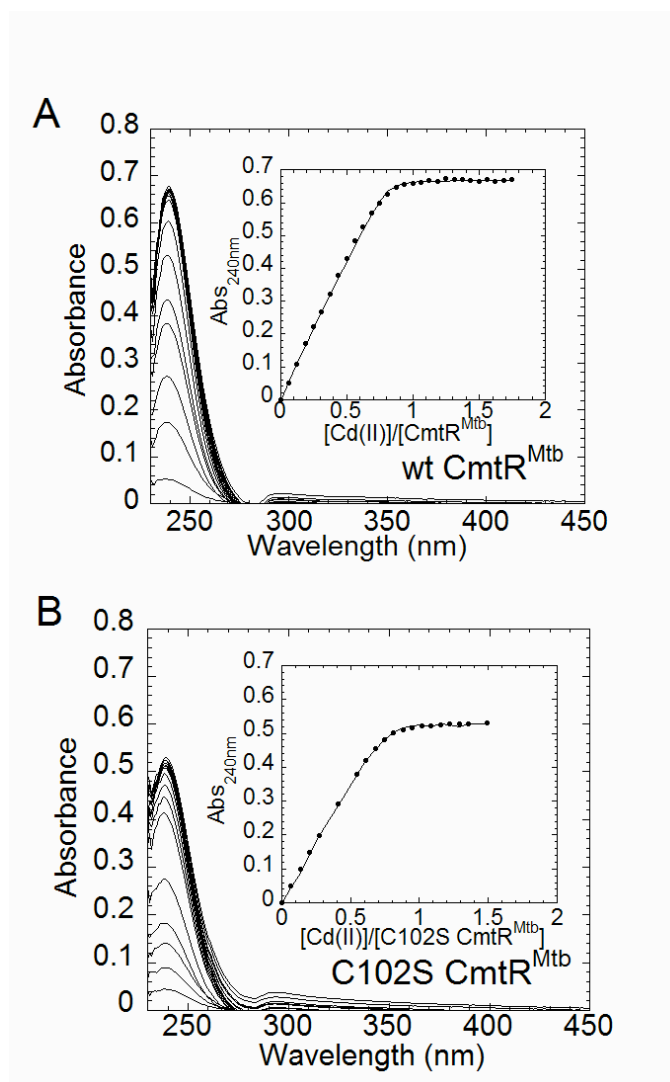 A
0.8
0.7
0.6
0.5
0.4
0.3
0.2
0.1
0
Absorbance
250 300 350 400 450
Wavelength (nm)
0.7
0.6
0.5
0.4
0.3
0.2
0.1
0
Abs240nm
0 0.5 1 1.5 2
[Cd(II)]/[CmtRMtb]
wt CmtRMtb
B
0.8
0.7
0.6
0.5
0.4
0.3
0.2
0.1
0
Absorbance
250 300 350 400 450
Wavelength (nm)
0.7
0.6
0.5
0.4
0.3
0.2
0.1
0
Abs240nm
0 0.5 1 1.5 2
[Cd(II)]/[C102S CmtRMtb]
C102S CmtRMtb